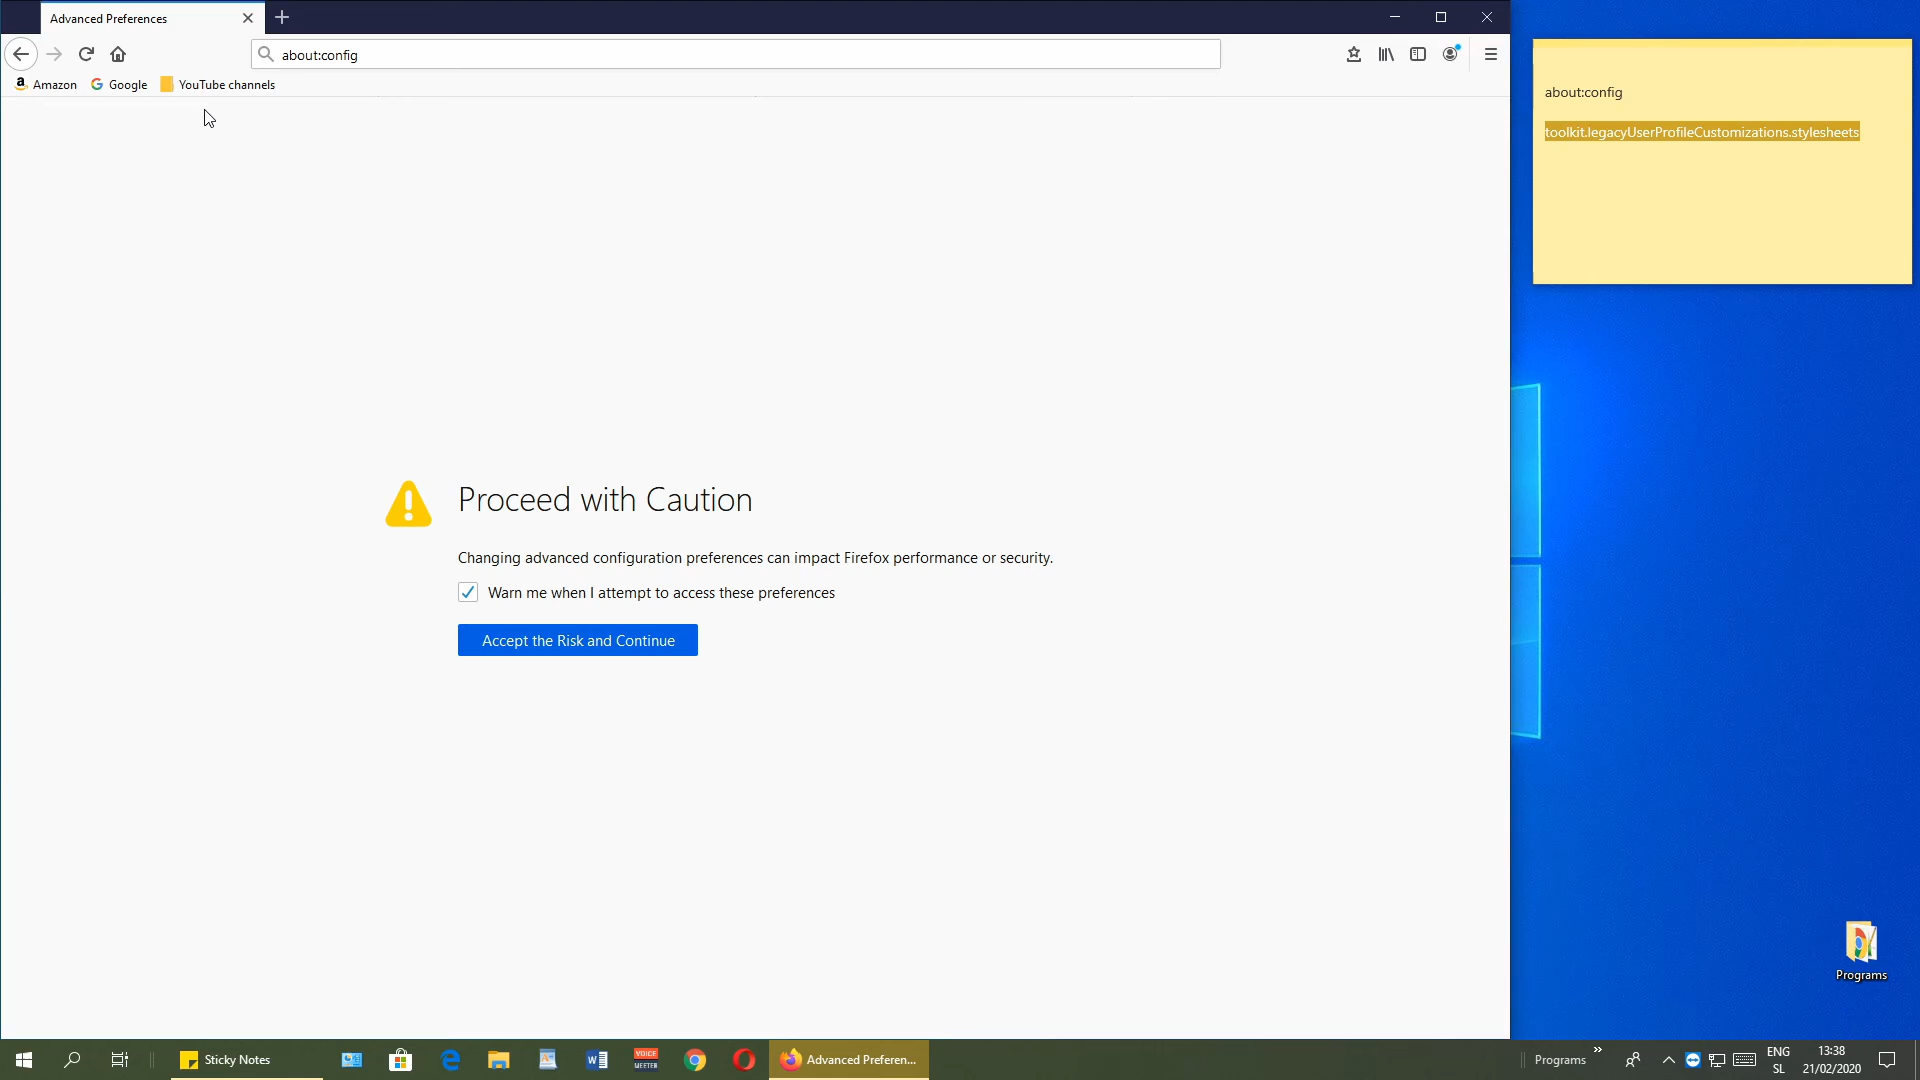 Advanced Preferences
about:config
Amazon
Google
YouTube channels
about:config
toolkit.legacyUserProfileCustomizations.stylesheets
Proceed with Caution
Changing advanced configuration preferences can impact Firefox performance or security.
Warn me when I attempt to access these preferences
Accept the Risk and Continue
Programs
Sticky Notes
VOICE
MEETER
Advanced Preferen...
Programs
ENG
SL
13:38
21/02/2020